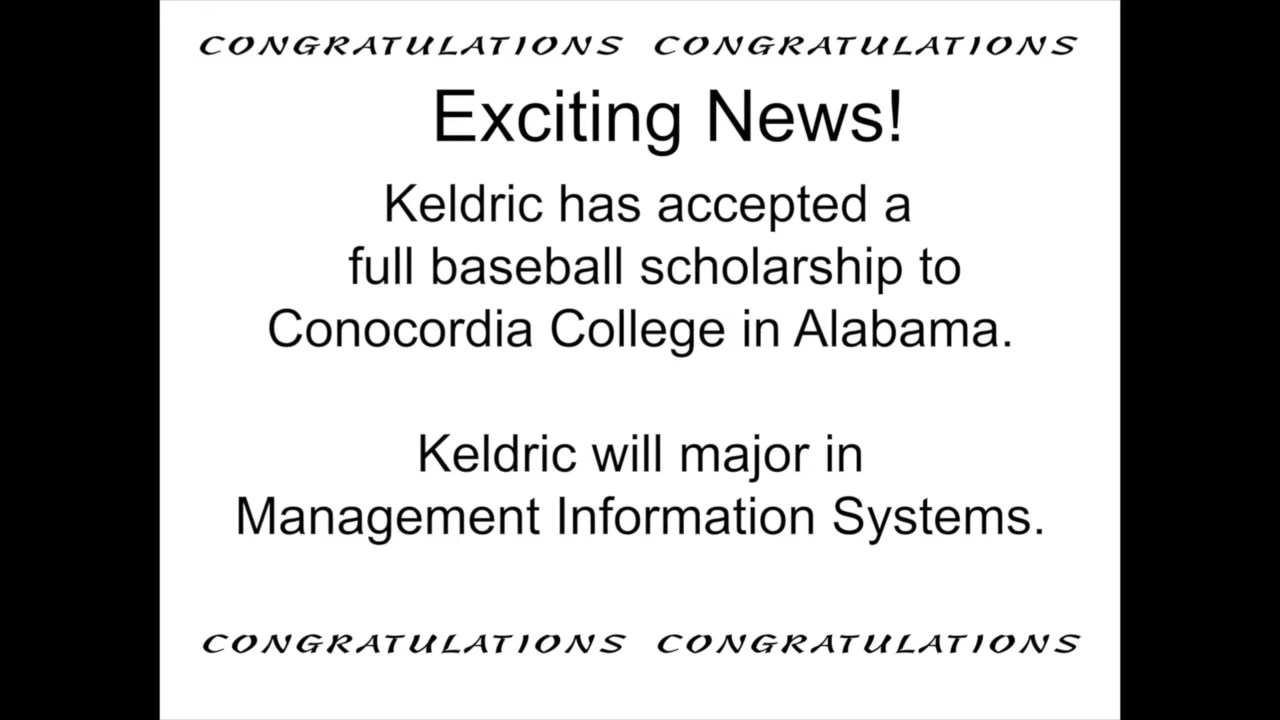 CONGRATULATIONS CONGRATULATIONS
Exciting News!
Keldric has accepted a
full baseball scholarship to
Conocordia College in Alabama.
Keldric will major in
Management Information Systems.
CONGRATULATIONS CONGRATULATIONS